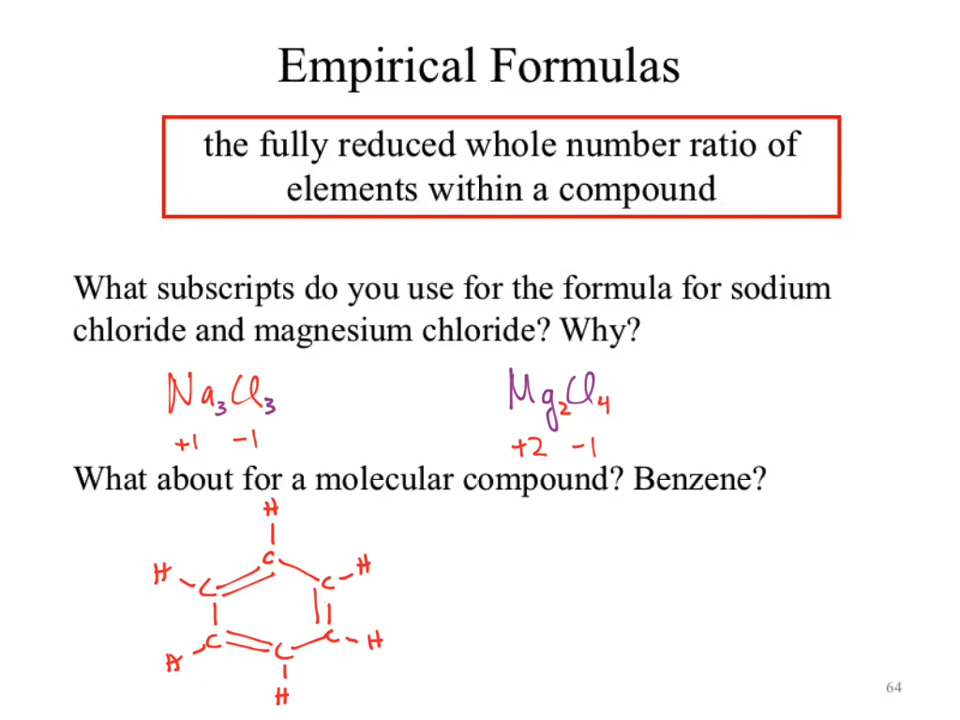 Empirical Formulas
the fully reduced whole number ratio of
elements within a compound
What subscripts do you use for the formula for sodium
chloride and magnesium chloride? Why?
Na₃Cl₃ Mg₂Cl₄
+1 -1 +2 -1
What about for a molecular compound? Benzene?
H
C
H C C H
C C H
H C
H
64